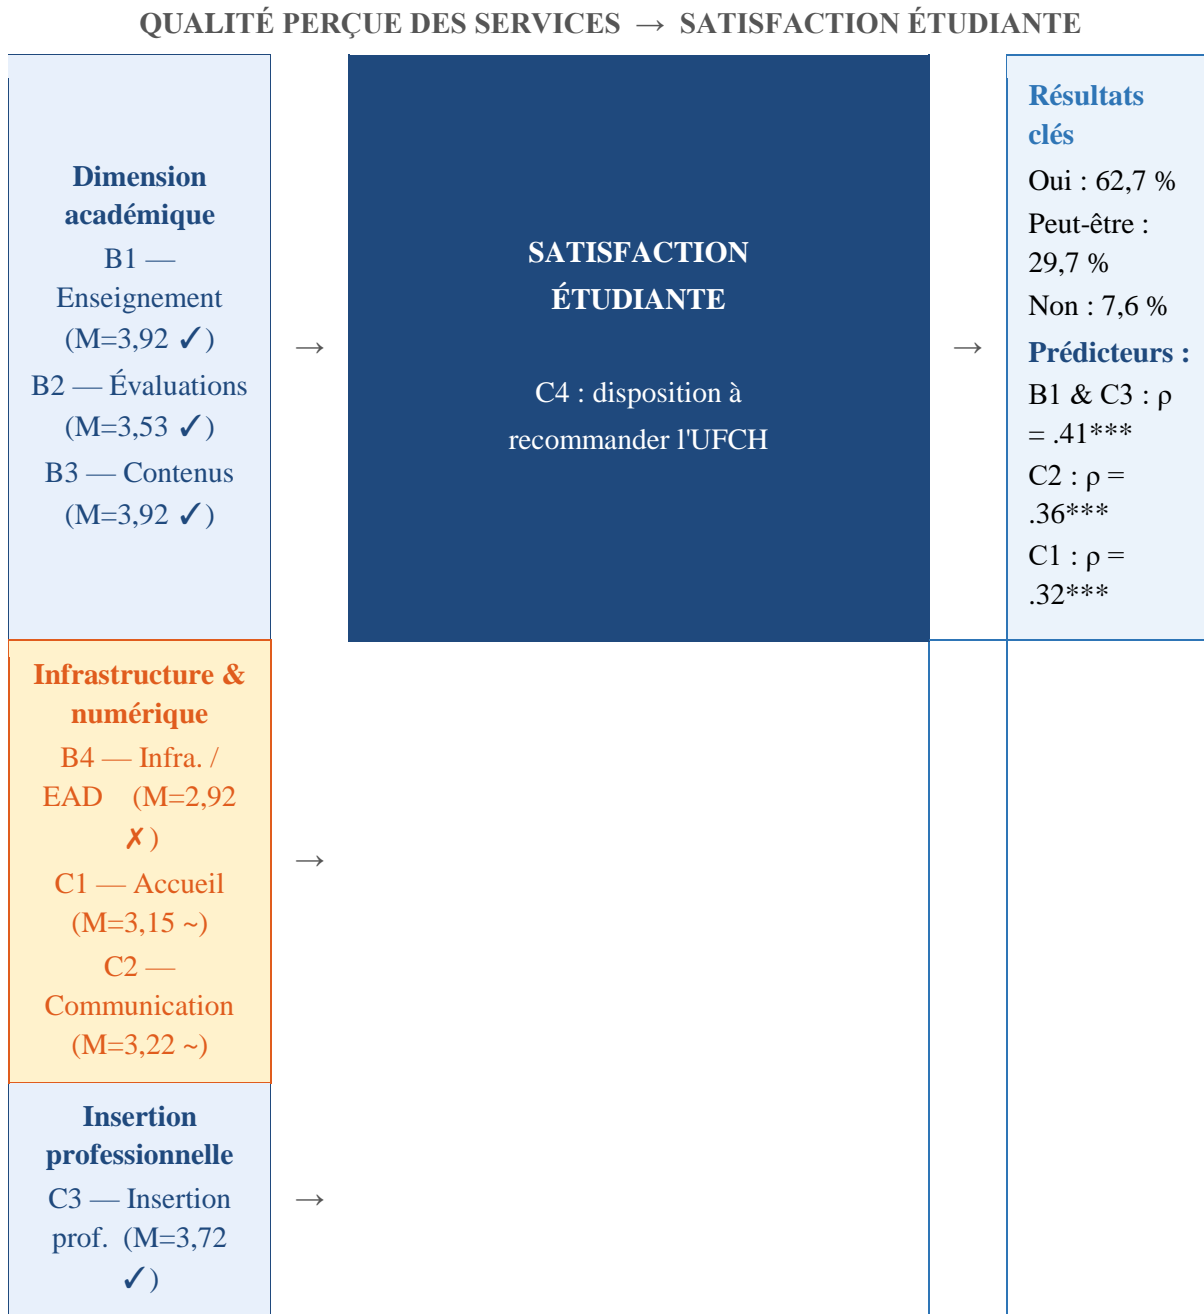 QUALITÉ PERÇUE DES SERVICES → SATISFACTION ÉTUDIANTE
Dimension
académique
B1 —
Enseignement
(M=3,92 ✓)
B2 — Évaluations
(M=3,53 ✓)
B3 — Contenus
(M=3,92 ✓)
→
SATISFACTION
ÉTUDIANTE
C4 : disposition à
recommander l'UFCH
→
Résultats
clés
Oui : 62,7 %
Peut-être :
29,7 %
Non : 7,6 %
Prédicteurs :
B1 & C3 : ρ
= .41***
C2 : ρ =
.36***
C1 : ρ =
.32***
Infrastructure &
numérique
B4 — Infra. /
EAD (M=2,92
✗)
C1 — Accueil
(M=3,15 ~)
C2 —
Communication
(M=3,22 ~)
→
Insertion
professionnelle
C3 — Insertion
prof. (M=3,72
✓)
→